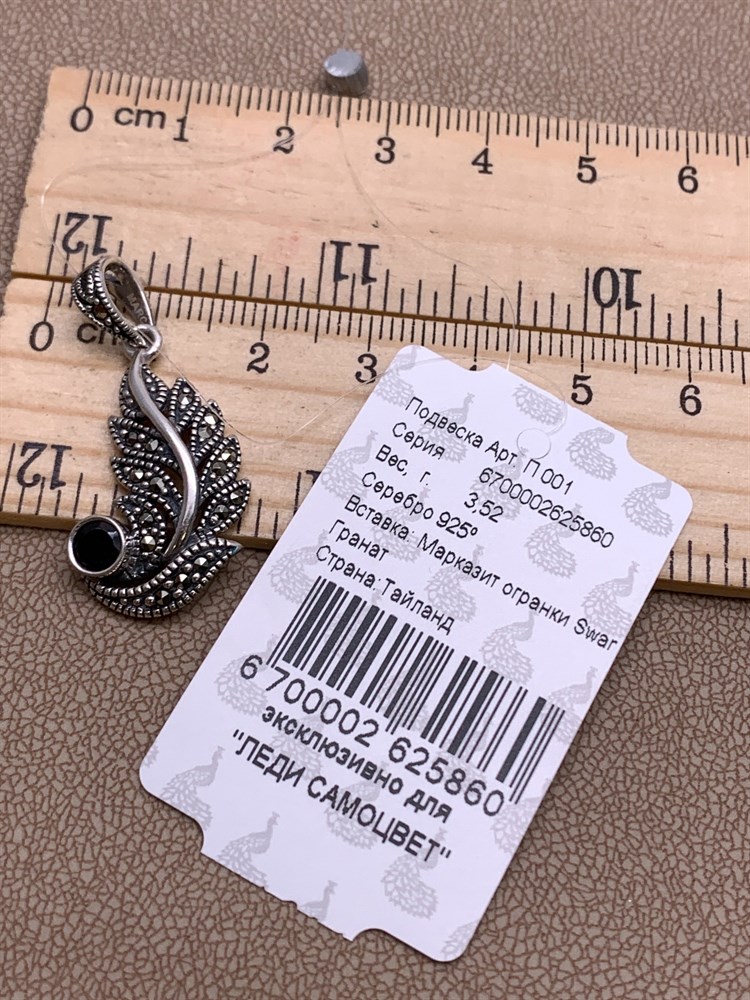 0 cm 1 2 3 4 5 6
12 11 10
0 cm 2 3 5 6
12
Подвеска Арт. П 001
Серия 6700002625860
Вес, г. 3,52
Серебро 925°
Вставка: Марказит огранки Swar
Гранат
Страна:Тайланд
6 700002 625860
эксклюзивно для
"ЛЕДИ САМОЦВЕТ"